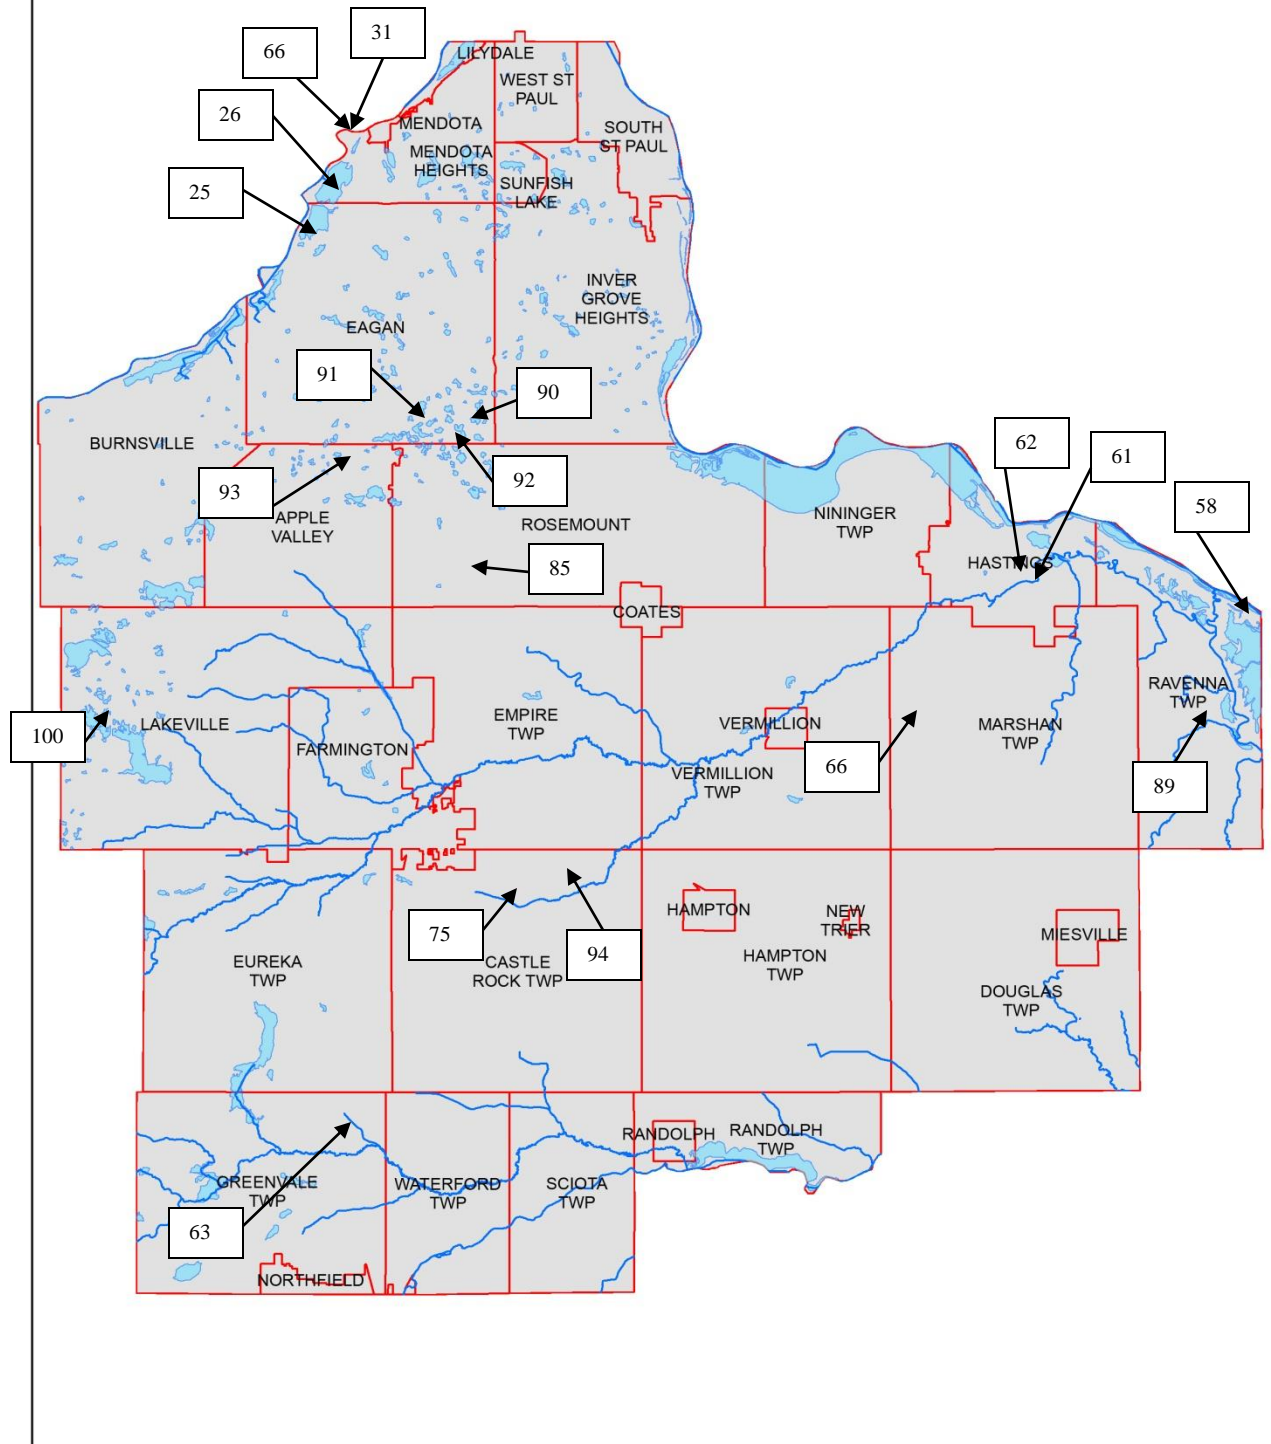 31
66
LILYDALE
WEST ST
PAUL
26
MENDOTA
SOUTH
ST PAUL
MENDOTA
HEIGHTS
25
SUNFISH
LAKE
INVER
GROVE
HEIGHTS
EAGAN
91
90
BURNSVILLE
62
61
92
93
58
APPLE
VALLEY
ROSEMOUNT
NININGER
TWP
85
HASTINGS
COATES
RAVENNA
TWP
100
LAKEVILLE
EMPIRE
TWP
VERMILLION
MARSHAN
TWP
FARMINGTON
66
VERMILLION
TWP
89
HAMPTON
NEW
TRIER
75
94
MIESVILLE
CASTLE
ROCK TWP
EUREKA
TWP
HAMPTON
TWP
DOUGLAS
TWP
RANDOLPH
RANDOLPH
TWP
GREENVALE
TWP
WATERFORD
TWP
SCIOTA
TWP
63
NORTHFIELD